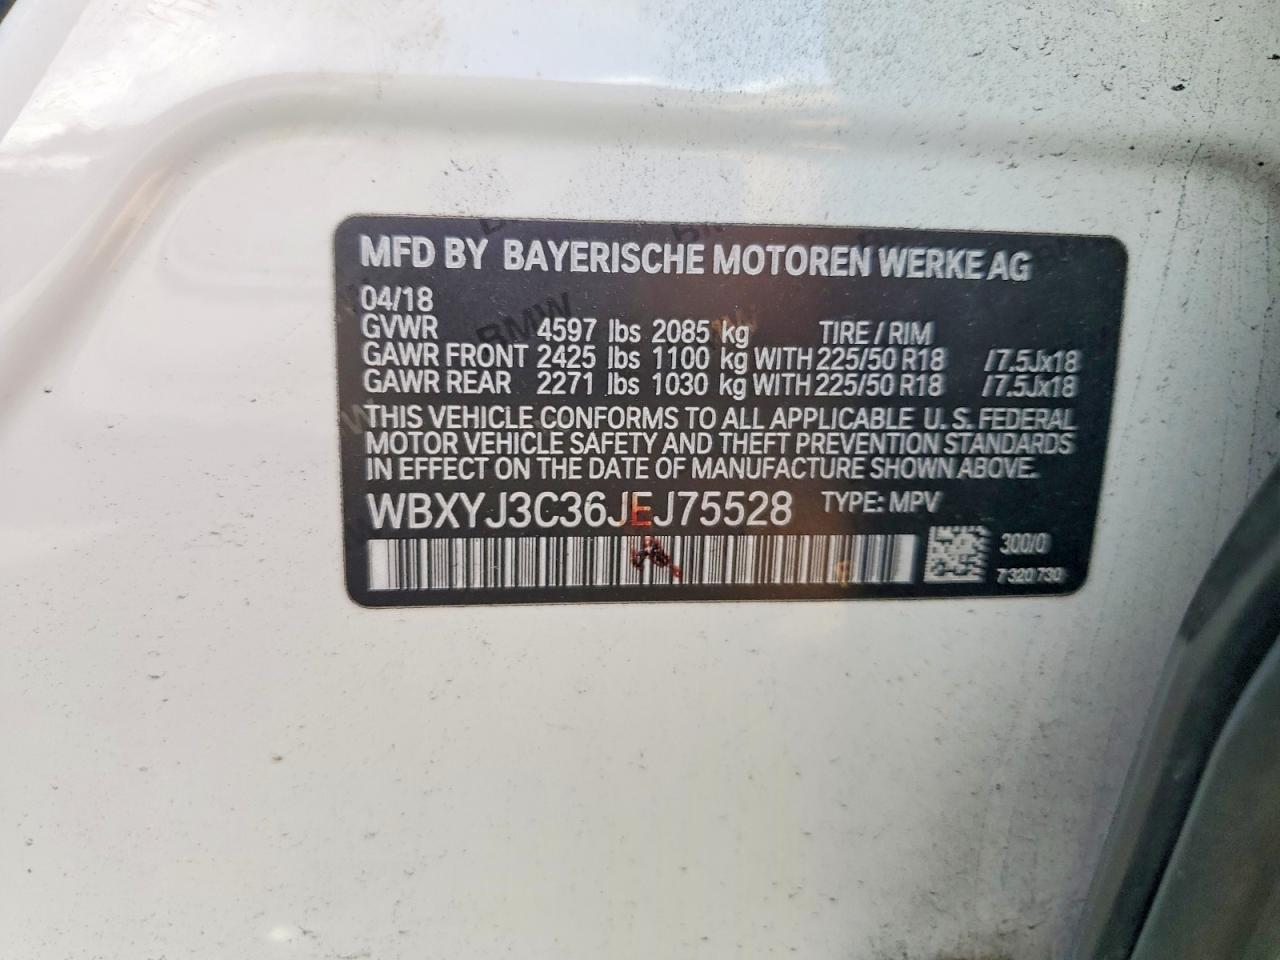 MFD BY BAYERISCHE MOTOREN WERKE AG
04/18
GVWR 4597 lbs 2085 kg TIRE / RIM
GAWR FRONT 2425 lbs 1100 kg WITH 225/50 R18 /7.5Jx18
GAWR REAR 2271 lbs 1030 kg WITH 225/50 R18 /7.5Jx18
THIS VEHICLE CONFORMS TO ALL APPLICABLE U.S. FEDERAL
MOTOR VEHICLE SAFETY AND THEFT PREVENTION STANDARDS
IN EFFECT ON THE DATE OF MANUFACTURE SHOWN ABOVE.
WBXYJ3C36JEJ75528 TYPE: MPV
300/0
7 320 730